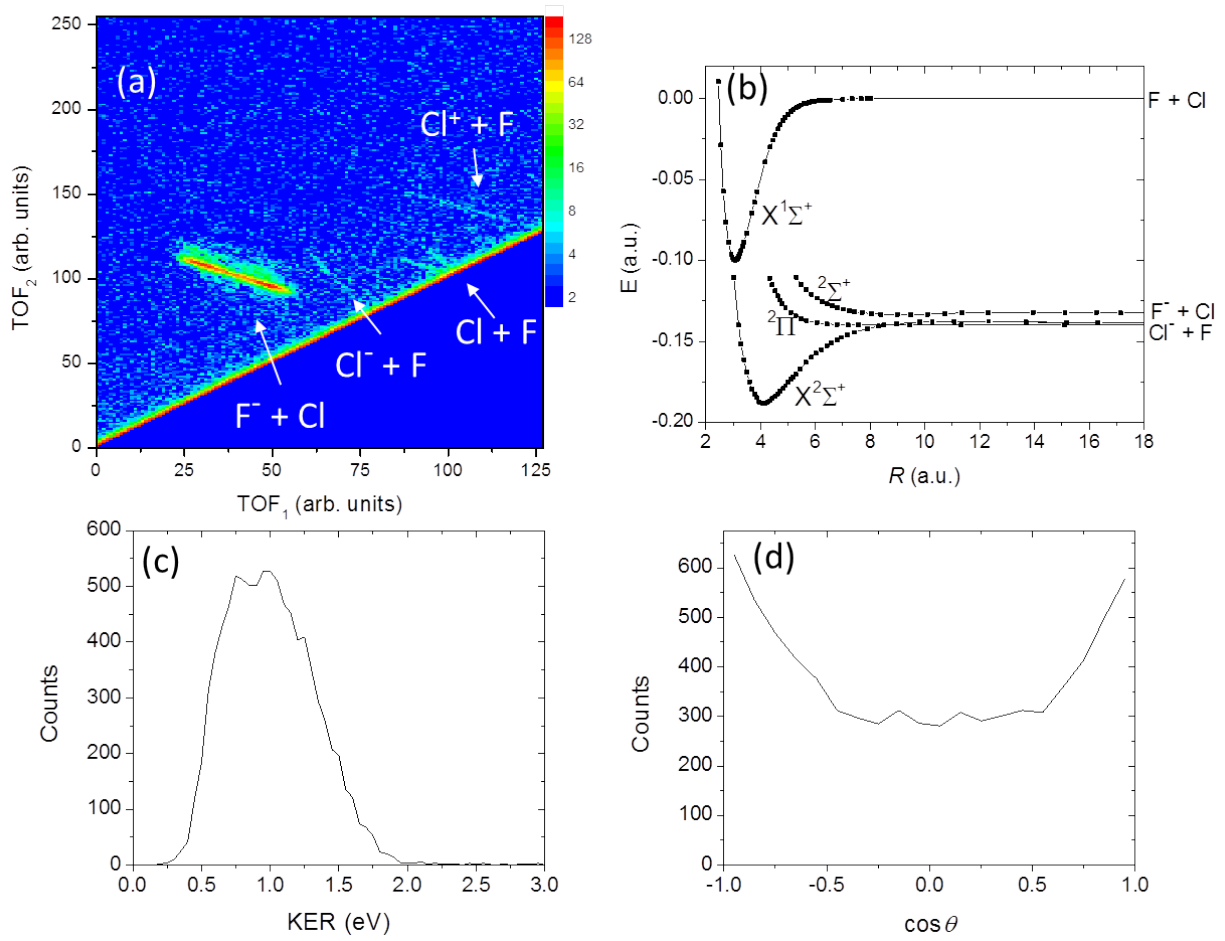 (a)
TOF₂ (arb. units)
250
200
150
100
50
0
0 25 50 75 100 125
TOF₁ (arb. units)
Cl⁺ + F
Cl + F
Cl⁻ + F
F⁻ + Cl
128
64
32
16
8
4
2
(b)
E (a.u.)
0.00
-0.05
-0.10
-0.15
-0.20
2 4 6 8 10 12 14 16 18
R (a.u.)
F + Cl
X¹Σ⁺
²Σ⁺
²Π
X²Σ⁺
F⁻ + Cl
Cl⁻ + F
(c)
Counts
600
500
400
300
200
100
0
0.0 0.5 1.0 1.5 2.0 2.5 3.0
KER (eV)
(d)
Counts
600
500
400
300
200
100
0
-1.0 -0.5 0.0 0.5 1.0
cos θ